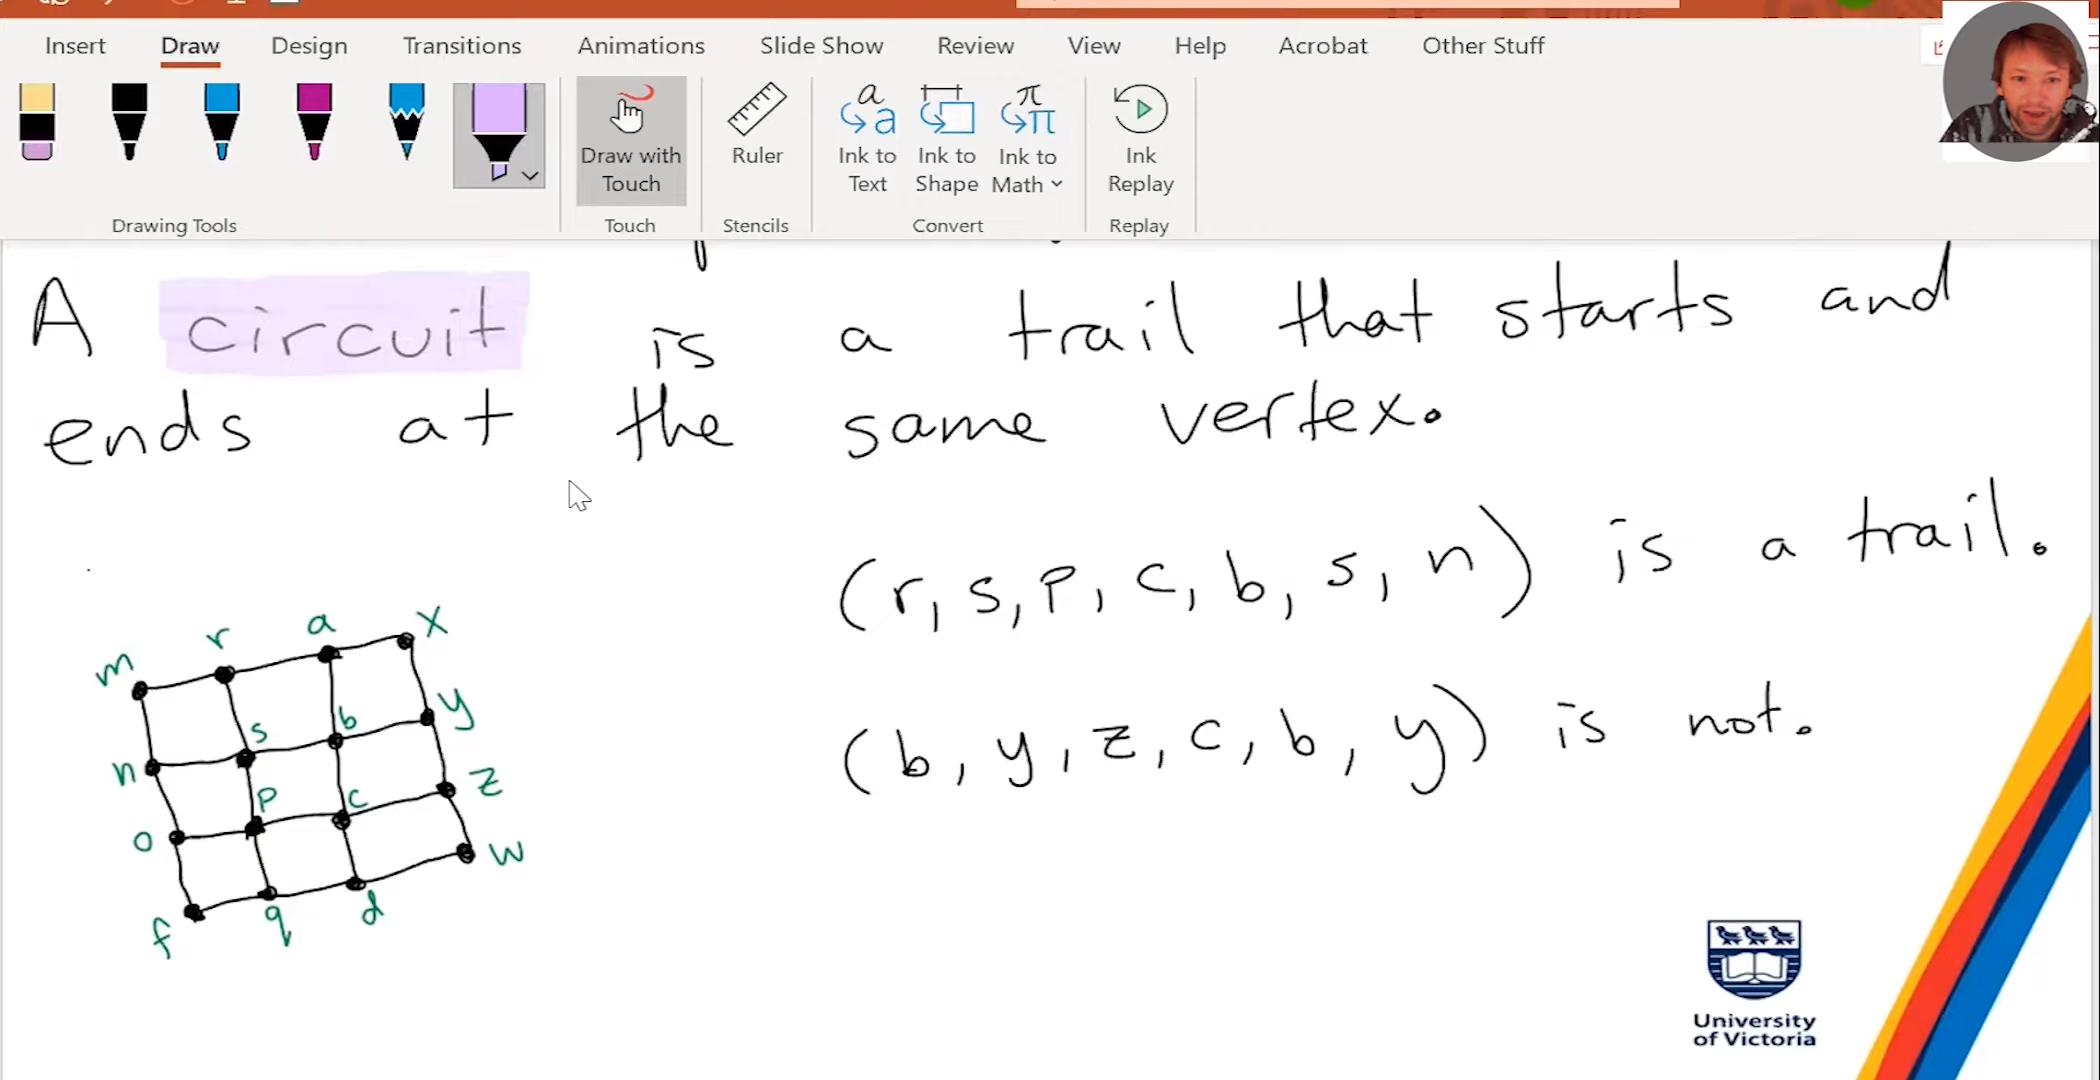 Insert Draw Design Transitions Animations Slide Show Review View Help Acrobat Other Stuff
Draw with Touch
Ruler
Ink to Text
Ink to Shape
Ink to Math
Ink Replay
Drawing Tools Touch Stencils Convert Replay
A circuit is a trail that starts and
ends at the same vertex.
(r, s, p, c, b, s, n) is a trail.
(b, y, z, c, b, y) is not.
m r a x
n s b y
o p c z
f q d w
University
of Victoria